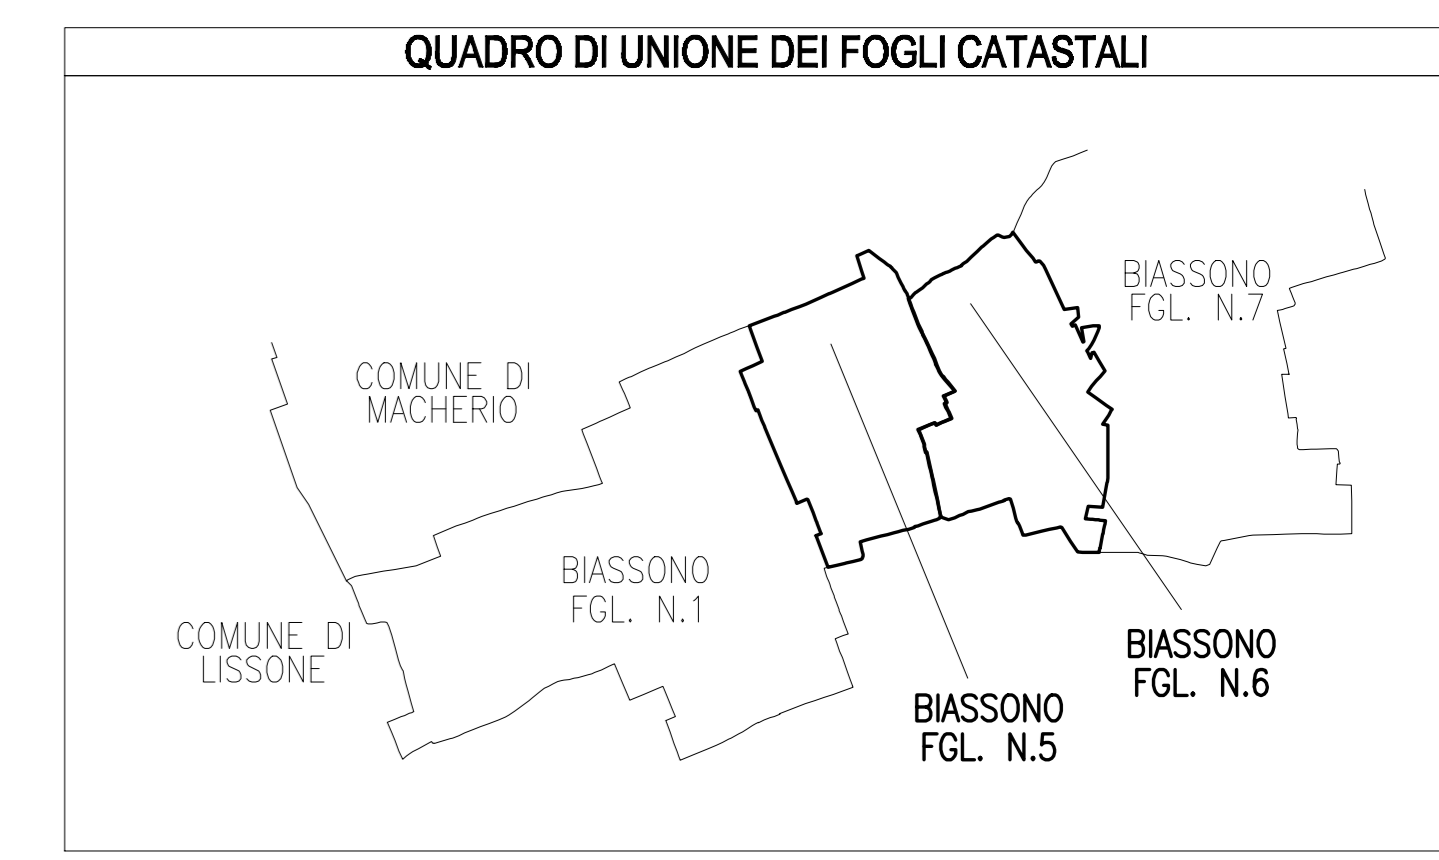 QUADRO DI UNIONE DEI FOGLI CATASTALI
BIASSONO
FGL. N.7
COMUNE DI
MACHERIO
BIASSONO
FGL. N.1
COMUNE DI
LISSONE
BIASSONO
FGL. N.6
BIASSONO
FGL. N.5